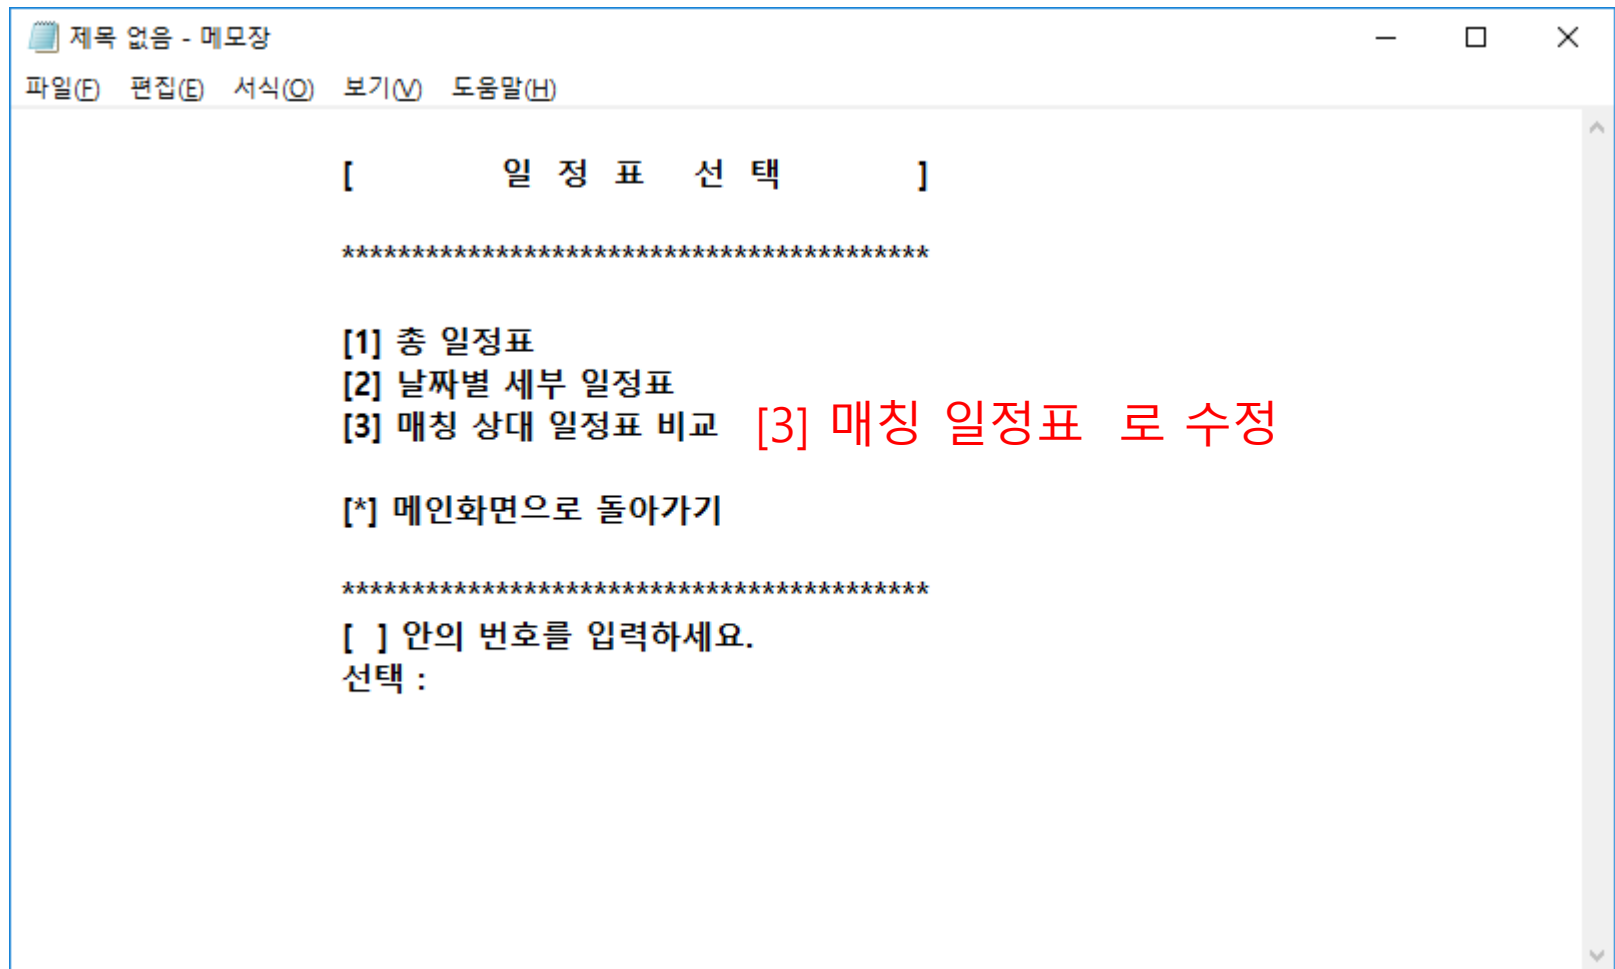 제목 없음 - 메모장
파일(F) 편집(E) 서식(O) 보기(V) 도움말(H)
[ 일 정 표 선 택 ]
******************************************
[1] 총 일정표
[2] 날짜별 세부 일정표
[3] 매칭 상대 일정표 비교 [3] 매칭 일정표 로 수정
[*] 메인화면으로 돌아가기
******************************************
[ ] 안의 번호를 입력하세요.
선택 :